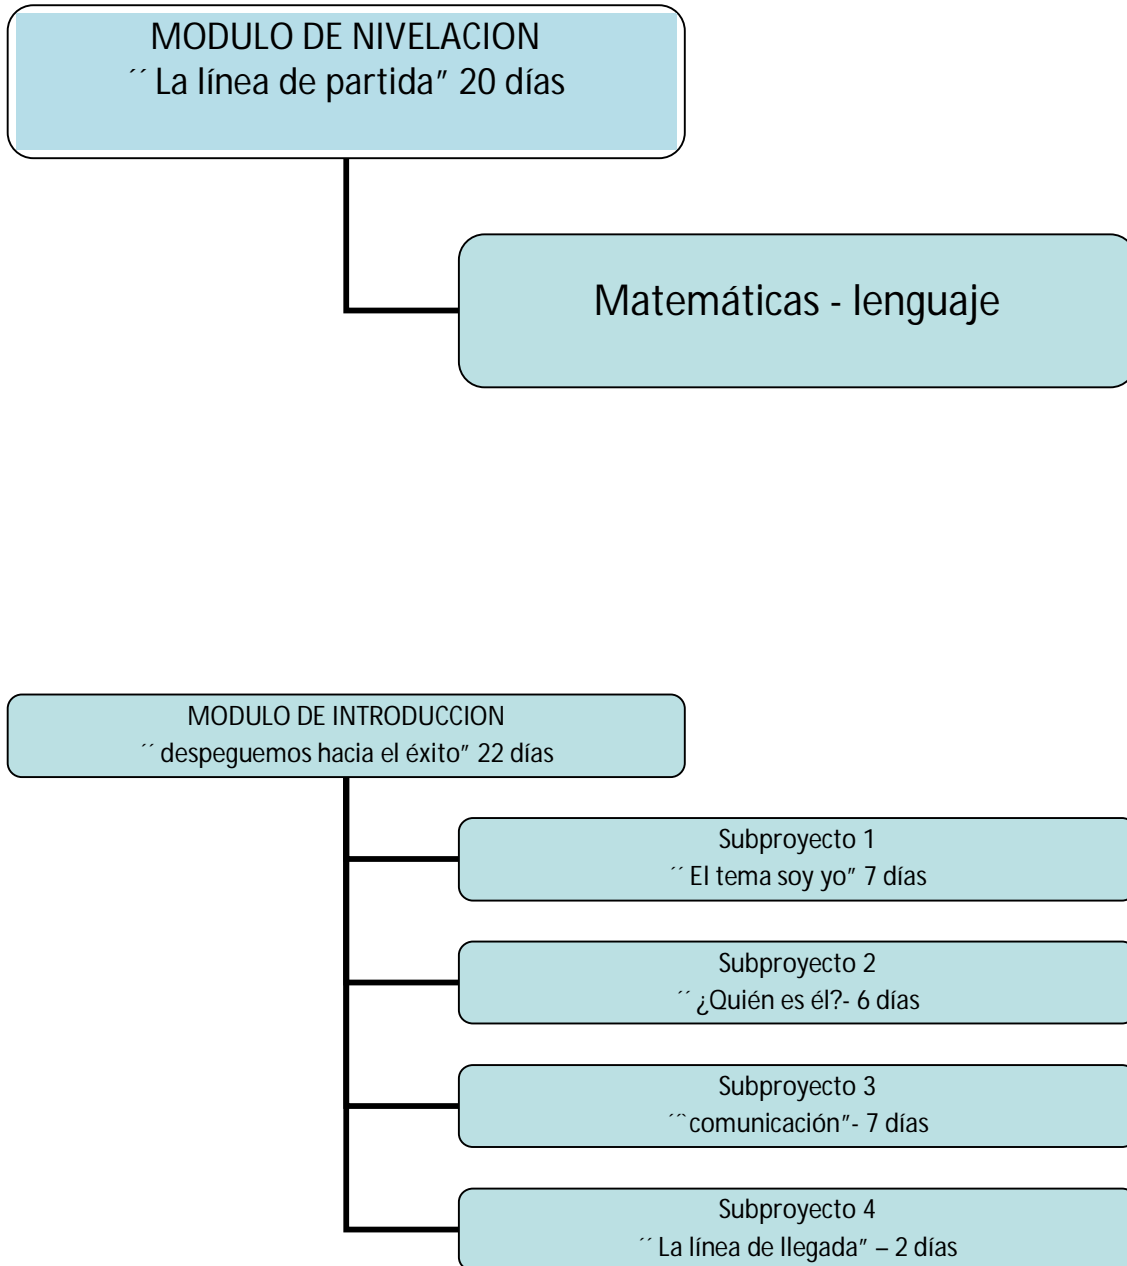 MODULO DE NIVELACION
´´ La línea de partida” 20 días
Matemáticas - lenguaje
MODULO DE INTRODUCCION
´´ despeguemos hacia el éxito” 22 días
Subproyecto 1
´´ El tema soy yo” 7 días
Subproyecto 2
´´ ¿Quién es él?- 6 días
Subproyecto 3
´´`comunicación”- 7 días
Subproyecto 4
´´ La línea de llegada” – 2 días